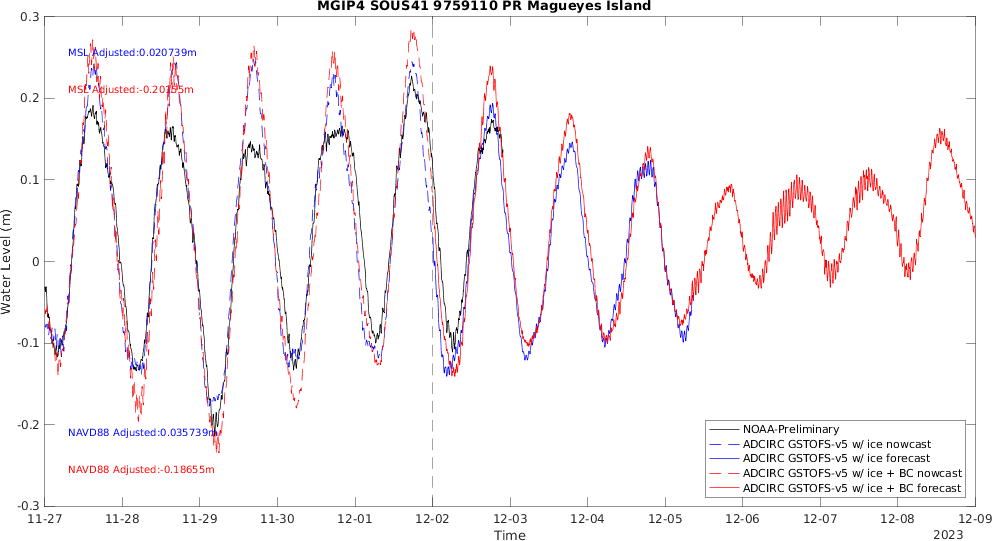 MGIP4 SOUS41 9759110 PR Magueyes Island
0.3
MSL Adjusted:0.020739m
MSL Adjusted:-0.20155m
0.2
0.1
Water Level (m)
0
-0.1
-0.2
NAVD88 Adjusted:0.035739m
NAVD88 Adjusted:-0.18655m
-0.3
NOAA-Preliminary
ADCIRC GSTOFS-v5 w/ ice nowcast
ADCIRC GSTOFS-v5 w/ ice forecast
ADCIRC GSTOFS-v5 w/ ice + BC nowcast
ADCIRC GSTOFS-v5 w/ ice + BC forecast
11-27 11-28 11-29 11-30 12-01 12-02 12-03 12-04 12-05 12-06 12-07 12-08 12-09
Time
2023